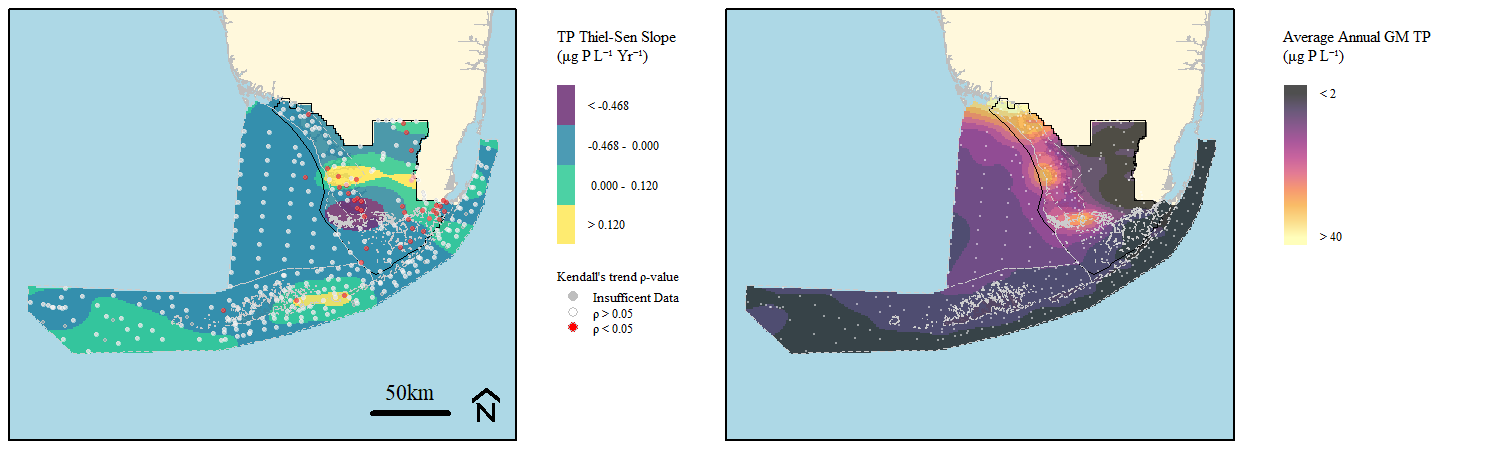 TP Thiel-Sen Slope
(µg P L⁻¹ Yr⁻¹)
< -0.468
-0.468 - 0.000
0.000 - 0.120
> 0.120
Kendall's trend ρ-value
Insufficent Data
ρ > 0.05
ρ < 0.05
50km
N
Average Annual GM TP
(µg P L⁻¹)
< 2
> 40